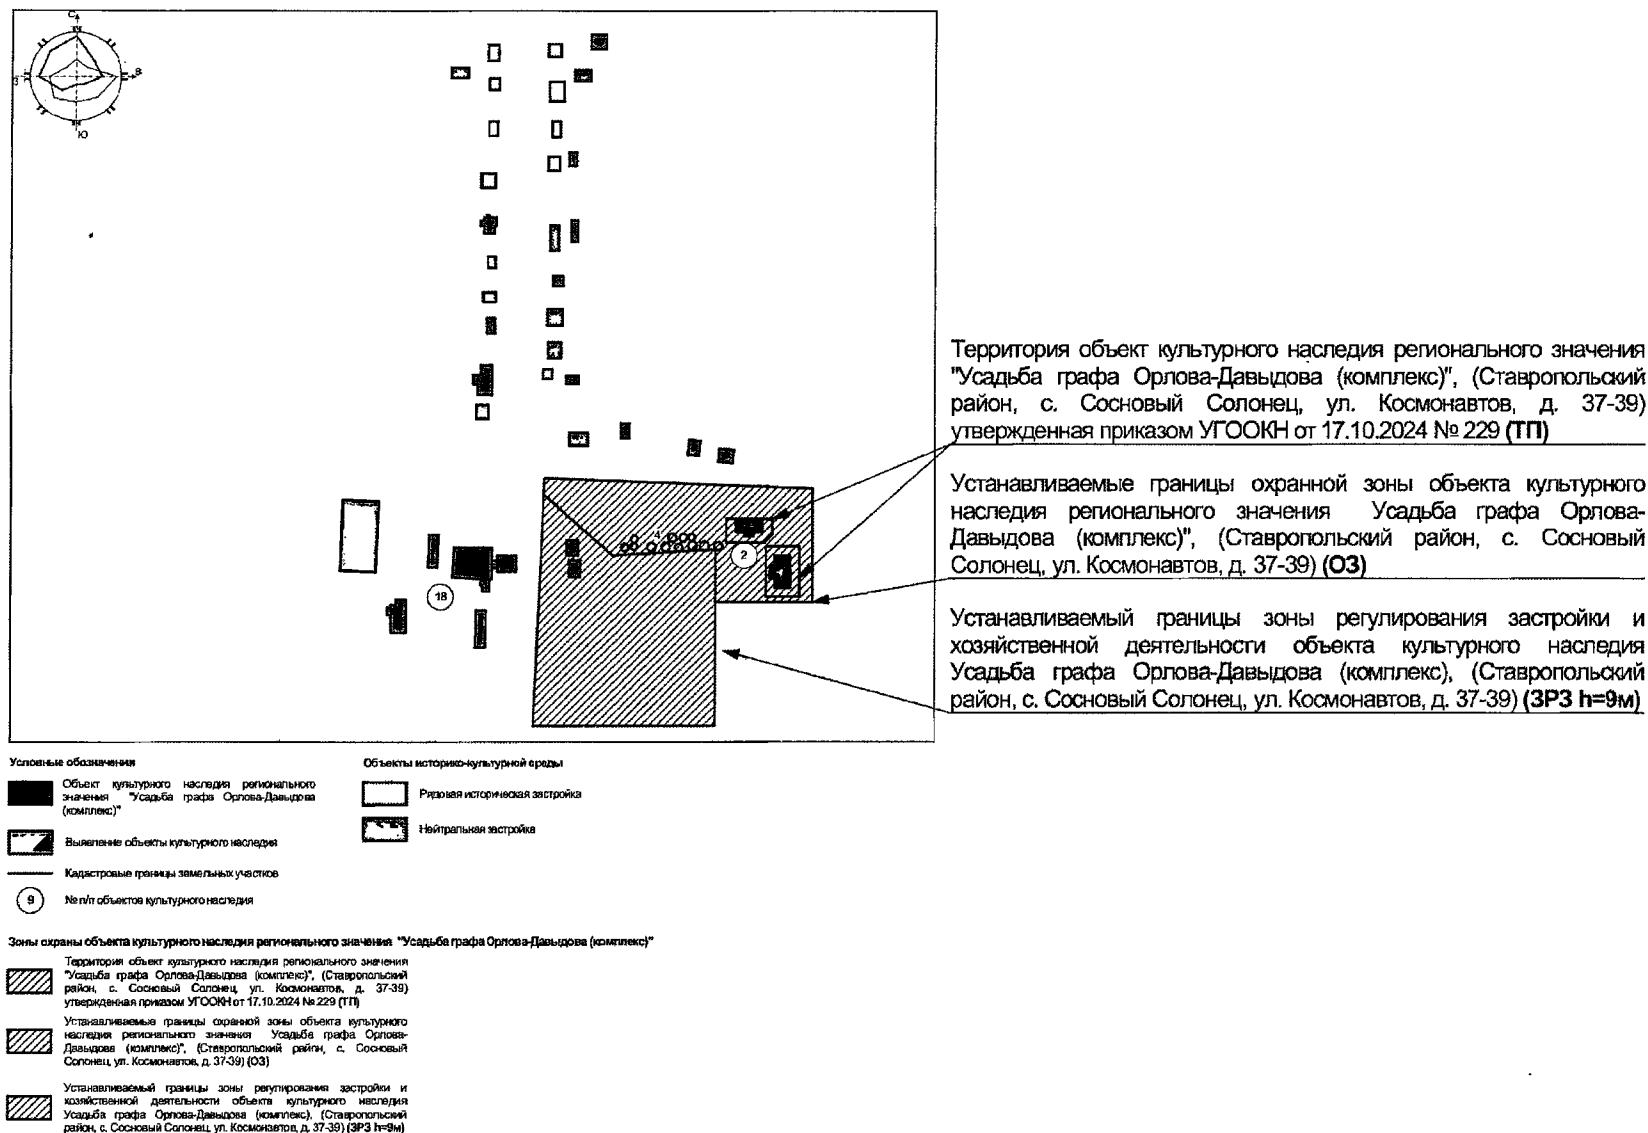 С
З
В
Ю
4
2
18
Территория объект культурного наследия регионального значения
"Усадьба графа Орлова-Давыдова (комплекс)", (Ставропольский
район, с. Сосновый Солонец, ул. Космонавтов, д. 37-39)
утвержденная приказом УГООКН от 17.10.2024 № 229 (ТП)
Устанавливаемые границы охранной зоны объекта культурного
наследия регионального значения Усадьба графа Орлова-
Давыдова (комплекс)", (Ставропольский район, с. Сосновый
Солонец, ул. Космонавтов, д. 37-39) (ОЗ)
Устанавливаемый границы зоны регулирования застройки и
хозяйственной деятельности объекта культурного наследия
Усадьба графа Орлова-Давыдова (комплекс), (Ставропольский
район, с. Сосновый Солонец, ул. Космонавтов, д. 37-39) (ЗРЗ h=9м)
Условные обозначения
Объект культурного наследия регионального
значения "Усадьба графа Орлова-Давыдова
(комплекс)"
Выявление объекты культурного наследия
Кадастровые границы замельных участков
9
№ п/п объектов культурного наследия
Объекты историко-культурной среды
Рядовая историческая застройка
Нейтральная застройка
Зоны охраны объекта культурного наследия регионального значения "Усадьба графа Орлова-Давыдова (комплекс)"
Территория объект культурного наследия регионального значения
"Усадьба графа Орлова-Давыдова (комплекс)", (Ставропольский
район, с. Сосновый Солонец, ул. Космонавтов, д. 37-39)
утвержденная приказом УГООКН от 17.10.2024 № 229 (ТП)
Устанавливаемые границы охранной зоны объекта культурного
наследия регионального значения Усадьба графа Орлова-
Давыдова (комплекс)", (Ставропольский район, с. Сосновый
Солонец, ул. Космонавтов, д. 37-39) (ОЗ)
Устанавливаемый границы зоны регулирования застройки и
хозяйственной деятельности объекта культурного наследия
Усадьба графа Орлова-Давыдова (комплекс), (Ставропольский
район, с. Сосновый Солонец, ул. Космонавтов, д. 37-39) (ЗРЗ h=9м)